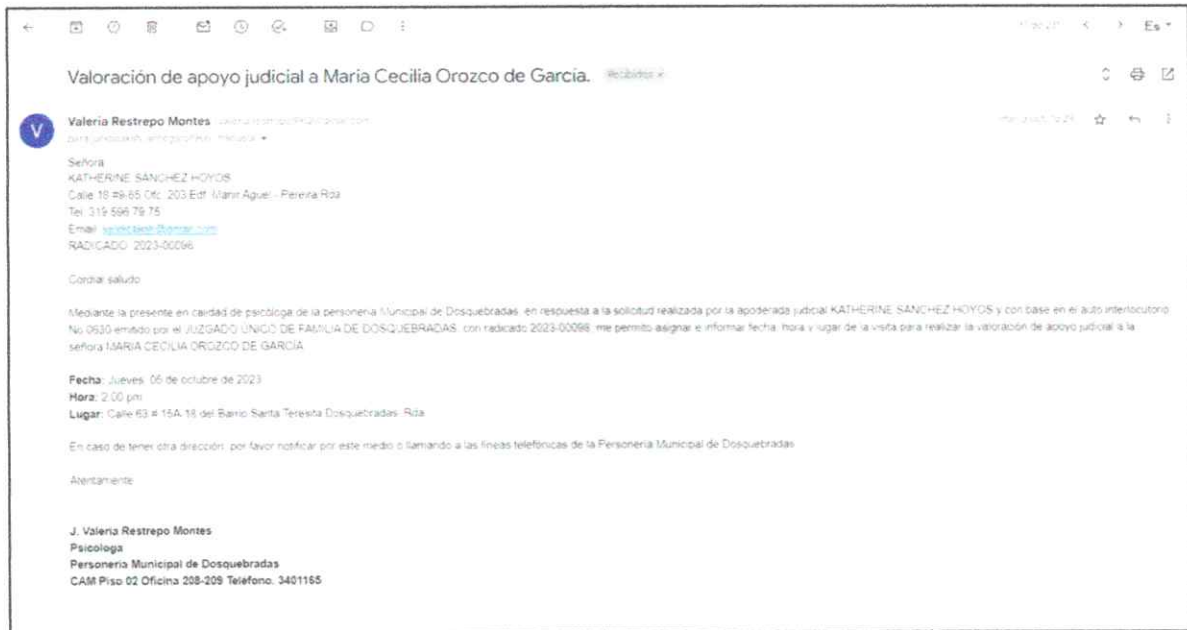 Es
Valoración de apoyo judicial a Maria Cecilia Orozco de García. Recibidos x
V
Valeria Restrepo Montes
Señora
KATHERINE SÁNCHEZ HOYOS
Calle 18 #9-65 Ofc. 203 Edf. Manir Aguel - Pereira Rda
Tel: 319 596 79 75
Email:
RADICADO: 2023-00096
Cordial saludo
Mediante la presente en calidad de psicóloga de la personería Municipal de Dosquebradas, en respuesta a la solicitud realizada por la apoderada judicial KATHERINE SÁNCHEZ HOYOS y con base en el auto interlocutorio
No. 0630 emitido por el JUZGADO ÚNICO DE FAMILIA DE DOSQUEBRADAS, con radicado 2023-00096, me permito asignar e informar fecha, hora y lugar de la visita para realizar la valoración de apoyo judicial a la
señora MARIA CECILIA OROZCO DE GARCÍA
Fecha: Jueves, 05 de octubre de 2023
Hora: 2:00 pm
Lugar: Calle 63 # 15A-18 del Barrio Santa Teresita Dosquebradas, Rda
En caso de tener otra dirección, por favor notificar por este medio o llamando a las líneas telefónicas de la Personería Municipal de Dosquebradas
Atentamente
J. Valeria Restrepo Montes
Psicologa
Personería Municipal de Dosquebradas
CAM Piso 02 Oficina 208-209 Teléfono. 3401165